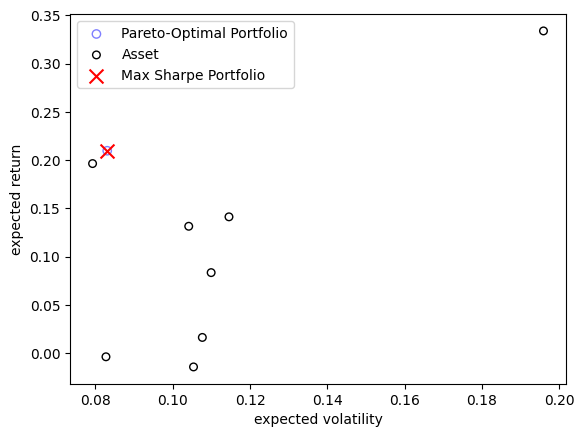 Pareto-Optimal Portfolio
Asset
Max Sharpe Portfolio
0.35
0.30
0.25
0.20
0.15
0.10
0.05
0.00
expected return
0.08 0.10 0.12 0.14 0.16 0.18 0.20
expected volatility